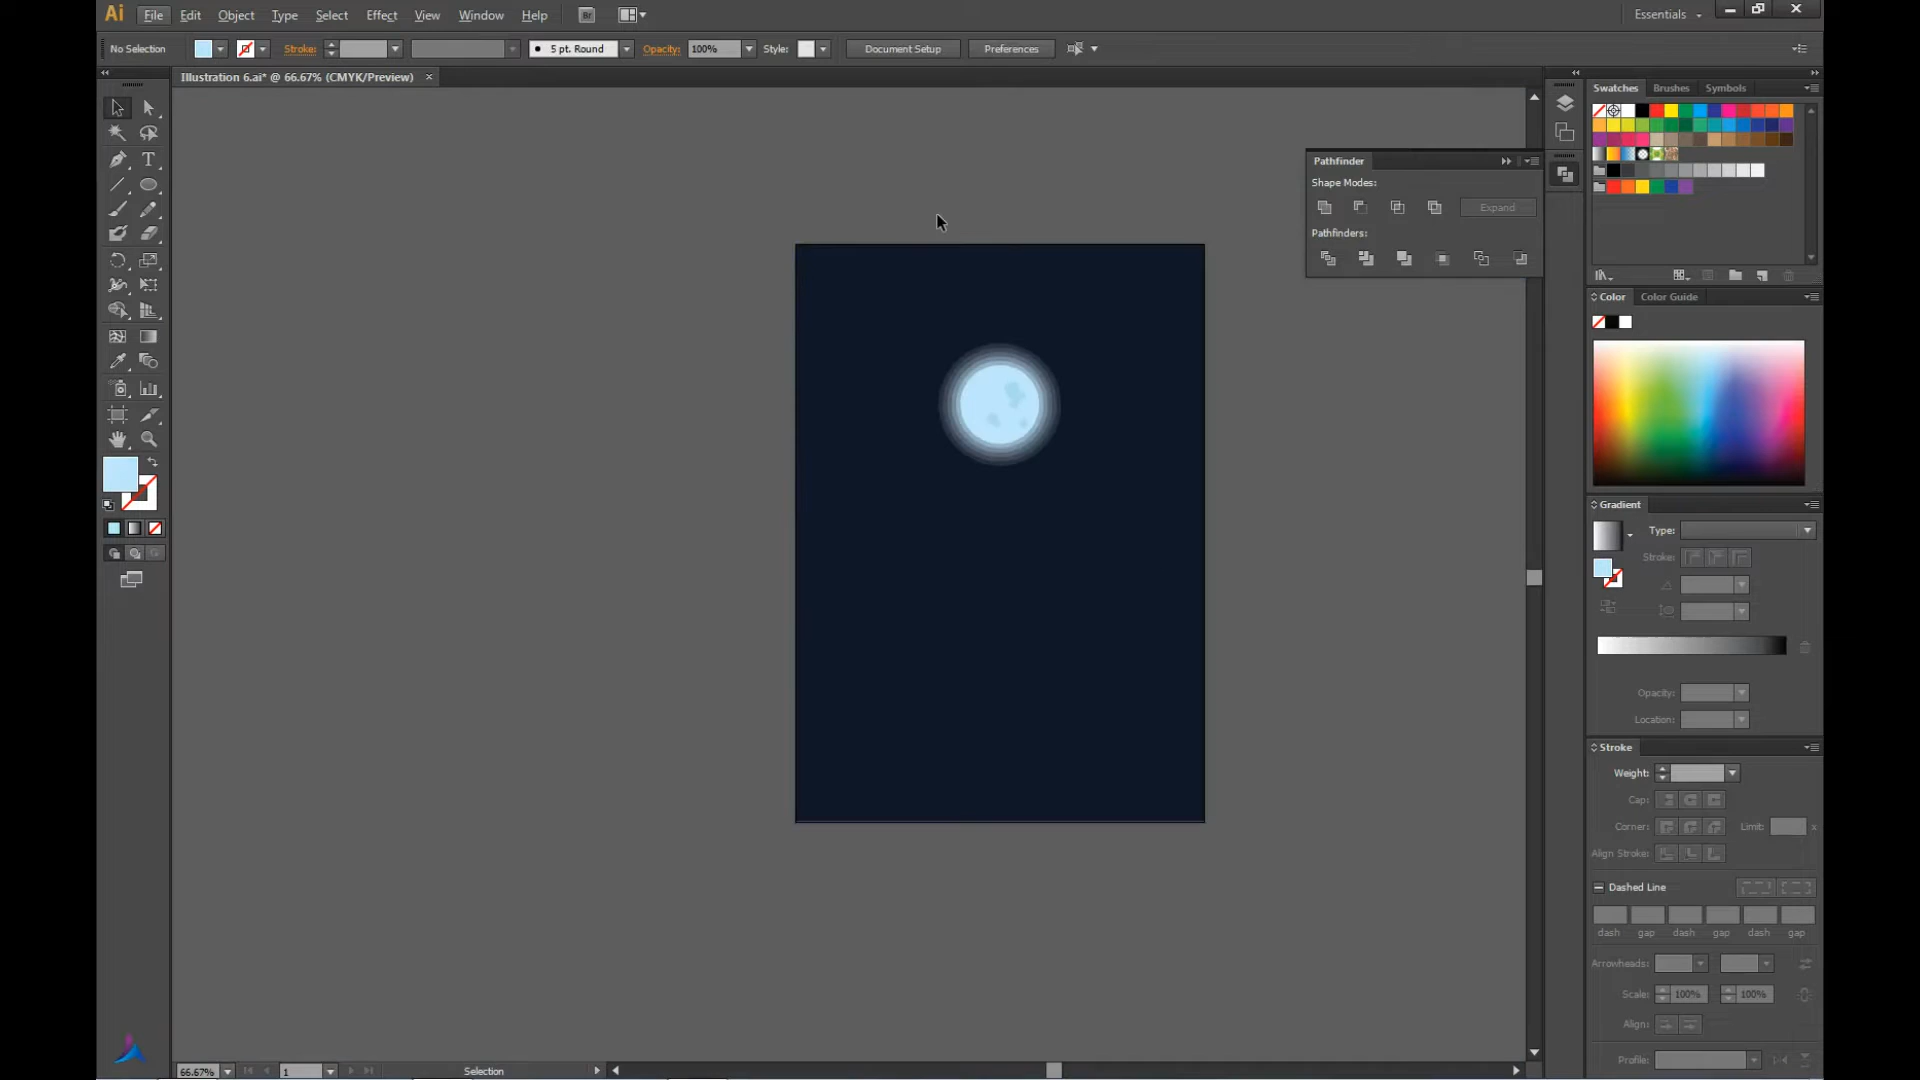 Ai File Edit Object Type Select Effect View Window Help Br Essentials
No Selection Stroke: 5 pt. Round Opacity: 100% Style: Document Setup Preferences
Illustration 6.ai* @ 66.67% (CMYK/Preview)
Swatches Brushes Symbols
Pathfinder
Shape Modes:
Expand
Pathfinders:
Color Color Guide
Gradient
Type:
Stroke:
Opacity:
Location:
Stroke
Weight:
Cap:
Corner: Limit: x
Align Stroke:
Dashed Line
dash gap dash gap dash gap
Arrowheads:
Scale: 100% 100%
Align:
Profile:
66.67% 1 Selection